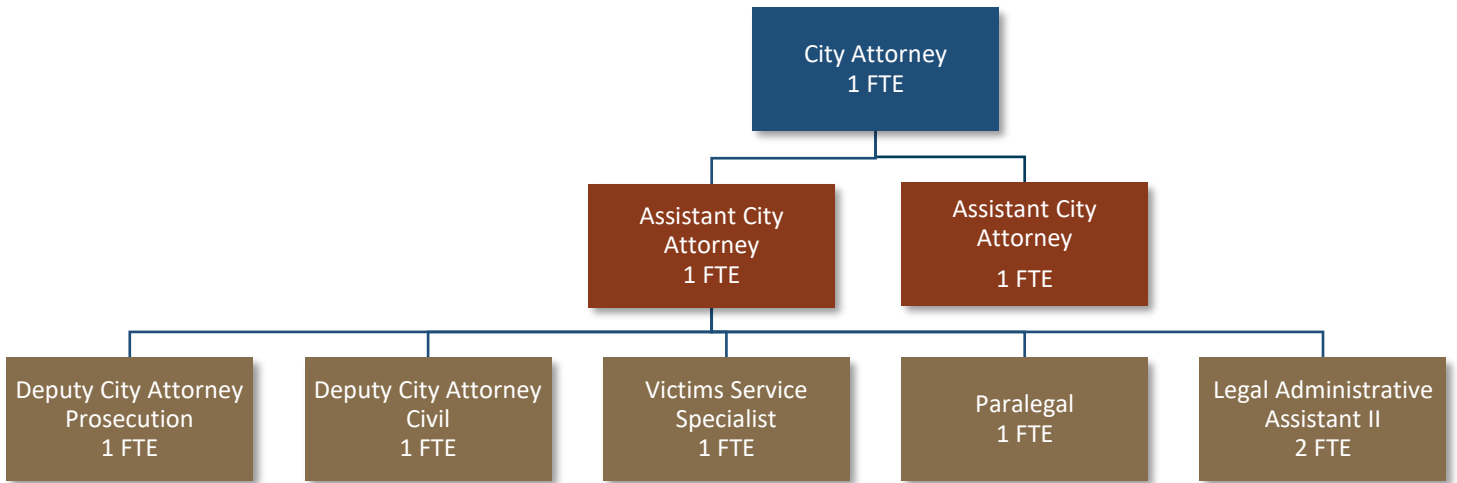 City Attorney
1 FTE
Assistant City
Attorney
1 FTE
Assistant City
Attorney
1 FTE
Deputy City Attorney
Prosecution
1 FTE
Deputy City Attorney
Civil
1 FTE
Victims Service
Specialist
1 FTE
Paralegal
1 FTE
Legal Administrative
Assistant II
2 FTE